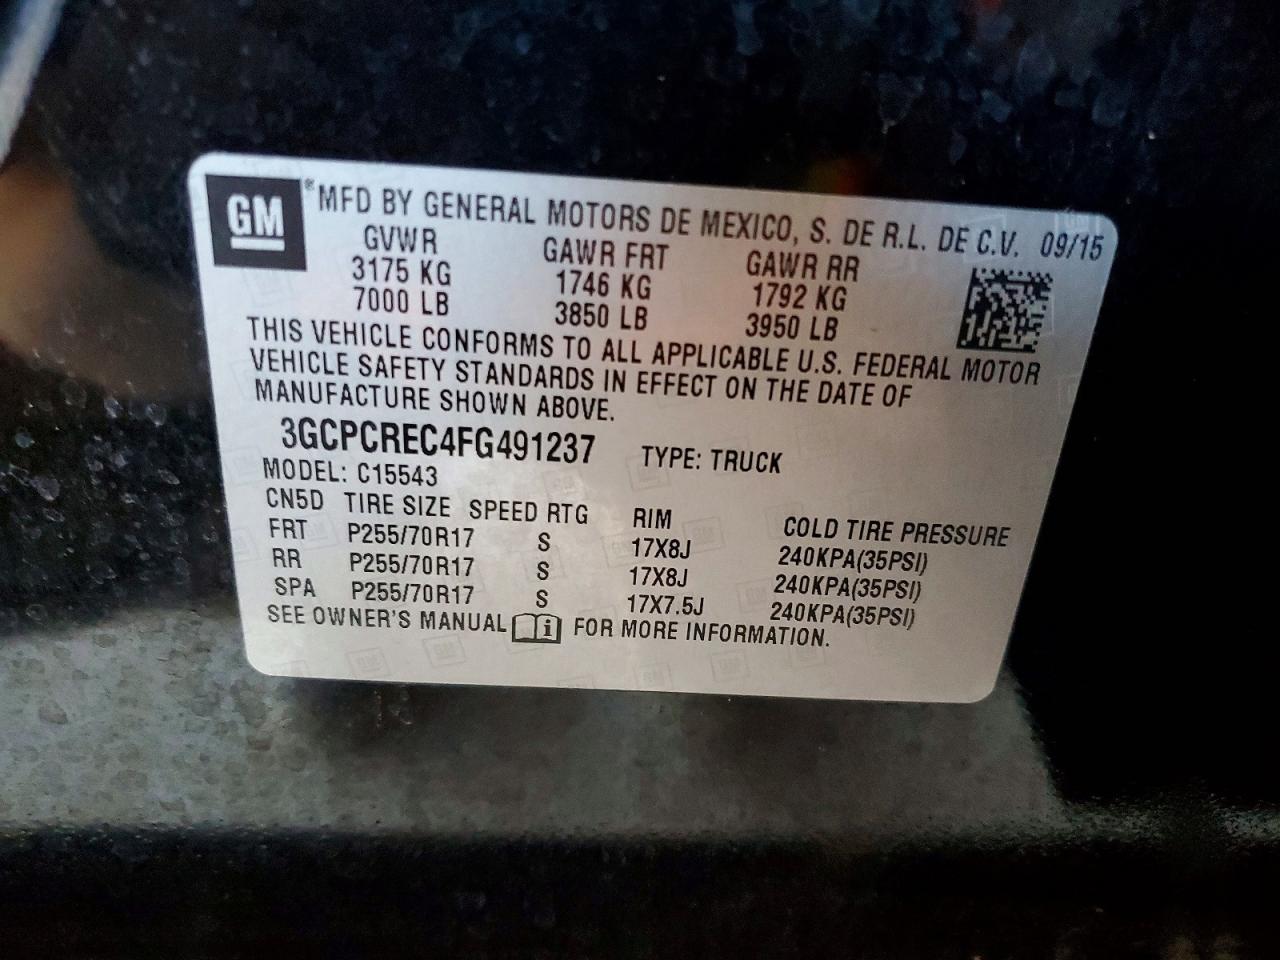 GM ® MFD BY GENERAL MOTORS DE MEXICO, S. DE R.L. DE C.V. 09/15
GVWR GAWR FRT GAWR RR
3175 KG 1746 KG 1792 KG
7000 LB 3850 LB 3950 LB
THIS VEHICLE CONFORMS TO ALL APPLICABLE U.S. FEDERAL MOTOR
VEHICLE SAFETY STANDARDS IN EFFECT ON THE DATE OF
MANUFACTURE SHOWN ABOVE.
3GCPCREC4FG491237 TYPE: TRUCK
MODEL: C15543
CN5D TIRE SIZE SPEED RTG RIM COLD TIRE PRESSURE
FRT P255/70R17 S 17X8J 240KPA(35PSI)
RR P255/70R17 S 17X8J 240KPA(35PSI)
SPA P255/70R17 S 17X7.5J 240KPA(35PSI)
SEE OWNER'S MANUAL i FOR MORE INFORMATION.